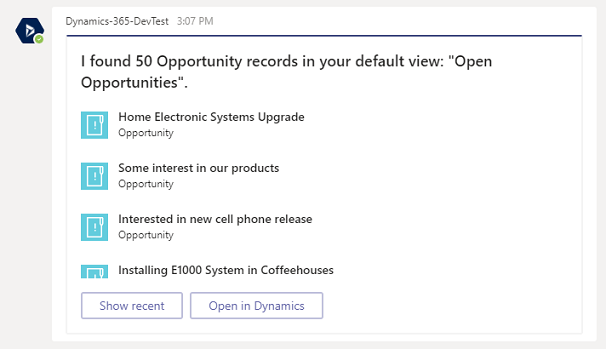 Dynamics-365-DevTest 3:07 PM
I found 50 Opportunity records in your default view: "Open
Opportunities".
Home Electronic Systems Upgrade
Opportunity
Some interest in our products
Opportunity
Interested in new cell phone release
Opportunity
Installing E1000 System in Coffeehouses
Show recent Open in Dynamics